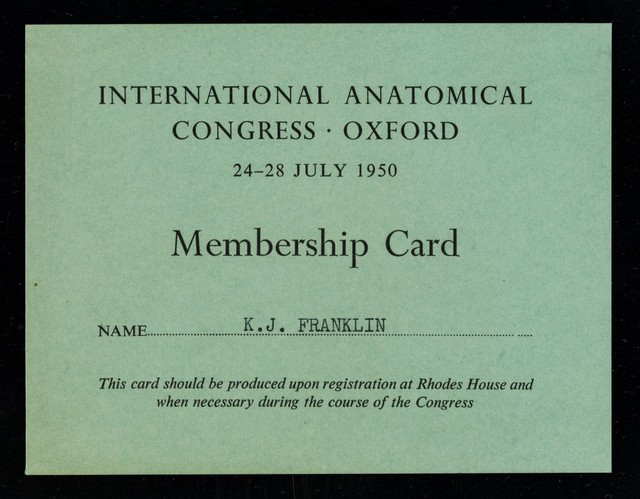 INTERNATIONAL ANATOMICAL
CONGRESS · OXFORD
24–28 JULY 1950
Membership Card
NAME K.J. FRANKLIN
This card should be produced upon registration at Rhodes House and
when necessary during the course of the Congress